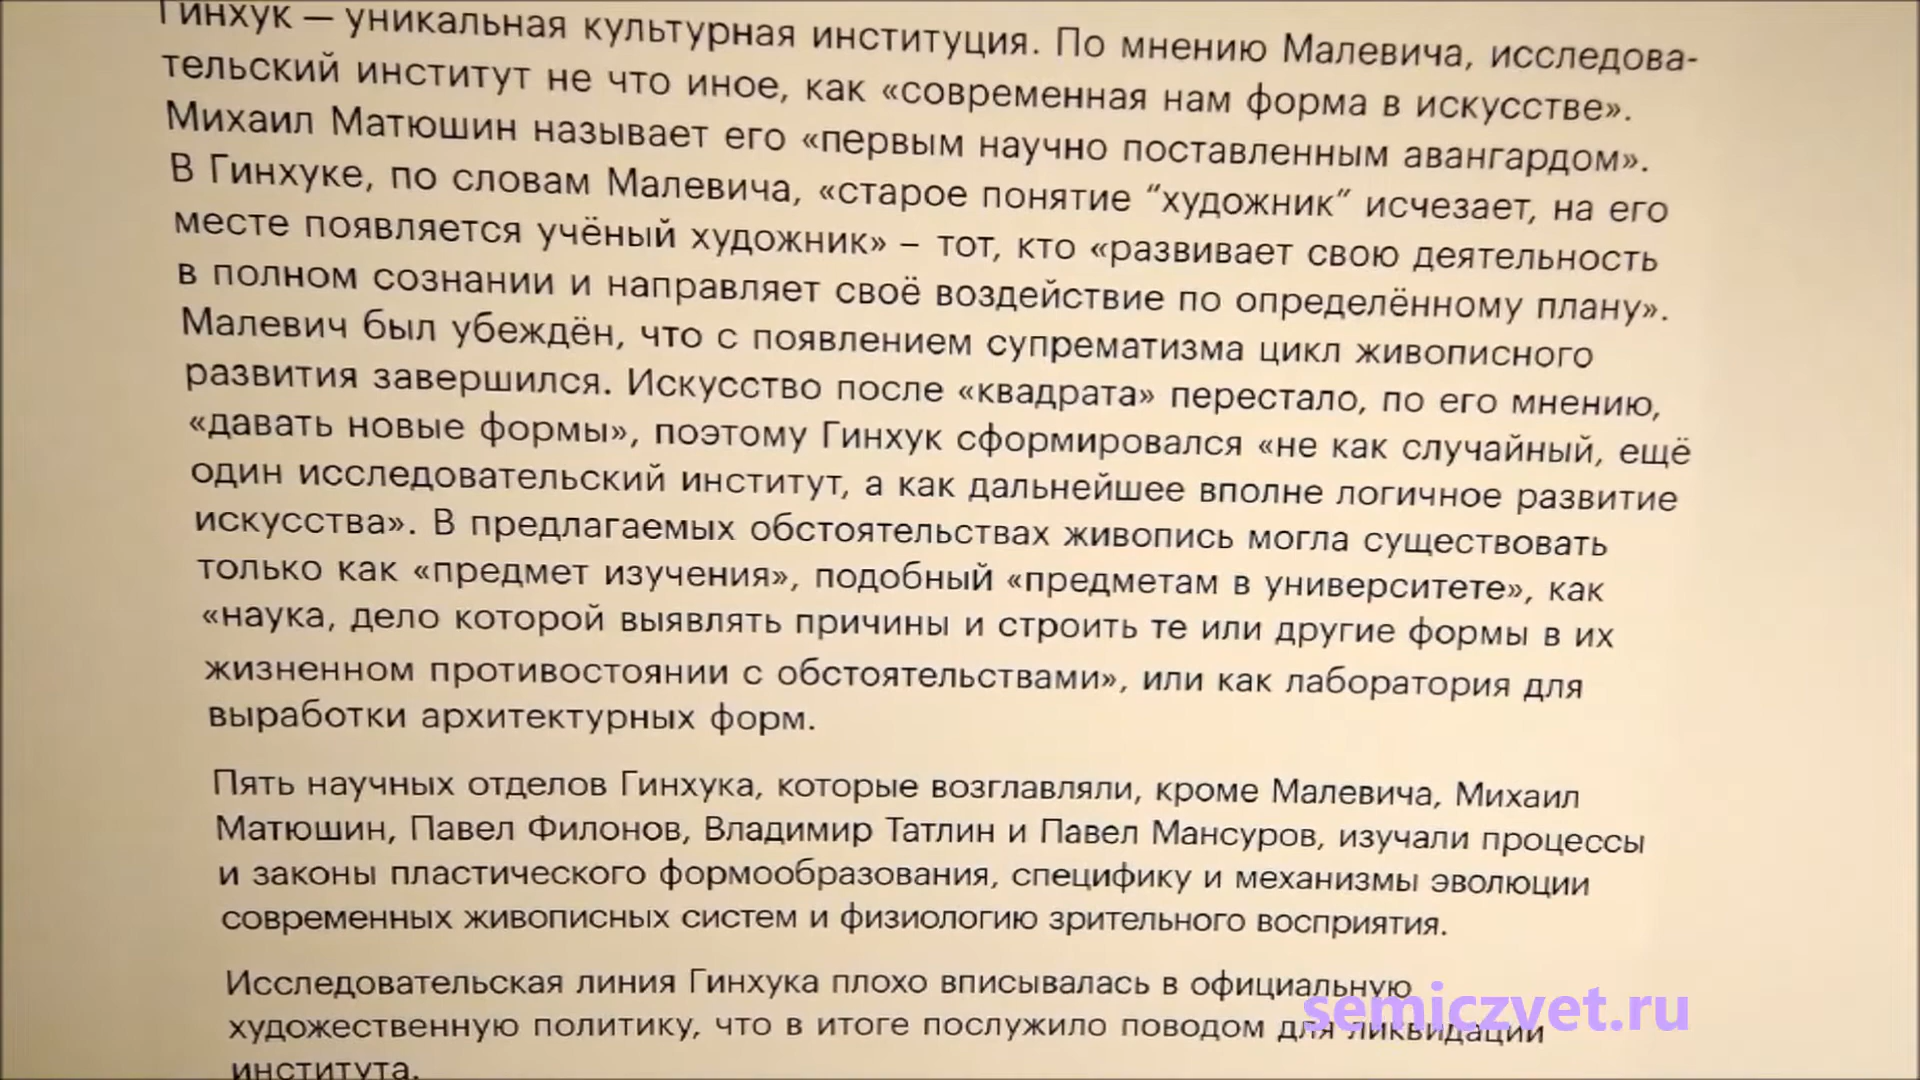 Гинхук — уникальная культурная институция. По мнению Малевича, исследова-
тельский институт не что иное, как «современная нам форма в искусстве».
Михаил Матюшин называет его «первым научно поставленным авангардом».
В Гинхуке, по словам Малевича, «старое понятие “художник” исчезает, на его
месте появляется учёный художник» – тот, кто «развивает свою деятельность
в полном сознании и направляет своё воздействие по определённому плану».
Малевич был убеждён, что с появлением супрематизма цикл живописного
развития завершился. Искусство после «квадрата» перестало, по его мнению,
«давать новые формы», поэтому Гинхук сформировался «не как случайный, ещё
один исследовательский институт, а как дальнейшее вполне логичное развитие
искусства». В предлагаемых обстоятельствах живопись могла существовать
только как «предмет изучения», подобный «предметам в университете», как
«наука, дело которой выявлять причины и строить те или другие формы в их
жизненном противостоянии с обстоятельствами», или как лаборатория для
выработки архитектурных форм.
Пять научных отделов Гинхука, которые возглавляли, кроме Малевича, Михаил
Матюшин, Павел Филонов, Владимир Татлин и Павел Мансуров, изучали процессы
и законы пластического формообразования, специфику и механизмы эволюции
современных живописных систем и физиологию зрительного восприятия.
Исследовательская линия Гинхука плохо вписывалась в официальную
художественную политику, что в итоге послужило поводом для ликвидации
института.
semiczvet.ru